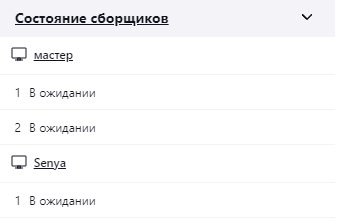 Состояние сборщиков
мастер
1 В ожидании
2 В ожидании
Senya
1 В ожидании